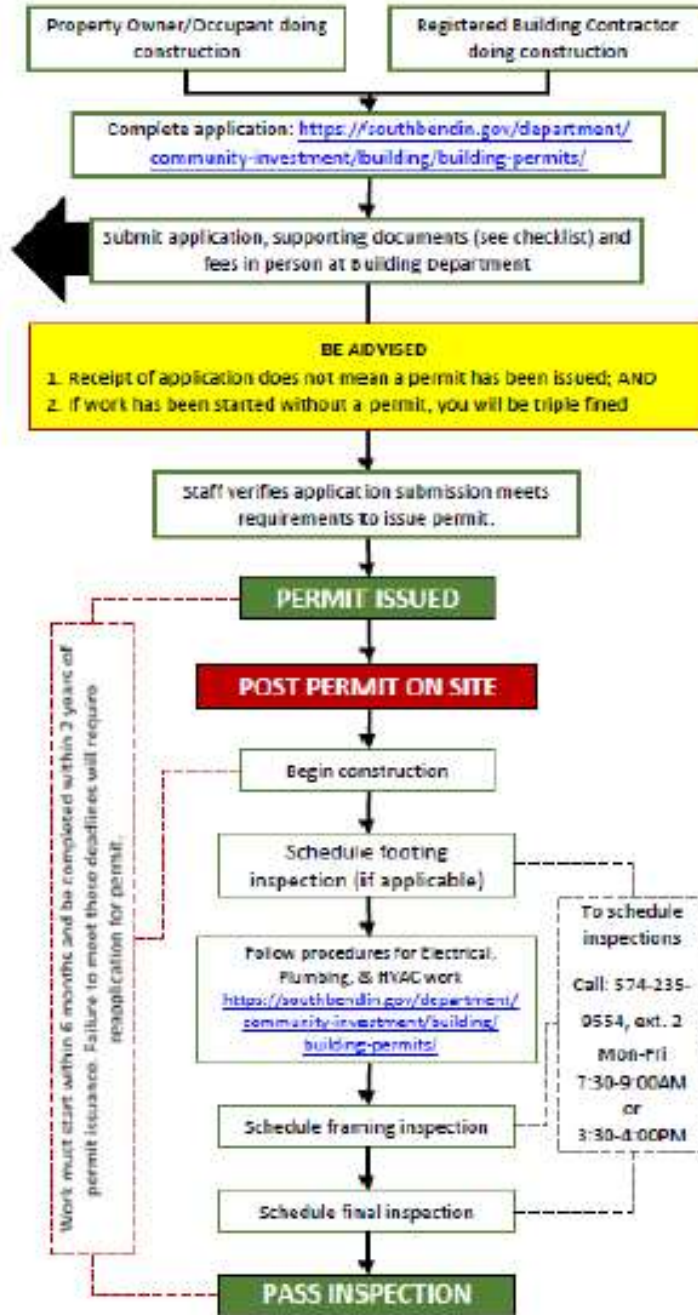 Property Owner/Occupant doing
construction
Registered Building Contractor
doing construction
Complete application: https://southbendin.gov/department/
community-investment/building/building-permits/
Submit application, supporting documents (see checklist) and
fees in person at Building Department
BE ADVISED
1. Receipt of application does not mean a permit has been issued; AND
2. If work has been started without a permit, you will be triple fined
Staff verifies application submission meets
requirements to issue permit.
PERMIT ISSUED
POST PERMIT ON SITE
Work must start within 6 months and be completed within 2 years of
permit issuance. Failure to meet these deadlines will require
reapplication for permit.
Begin construction
Schedule footing
inspection (if applicable)
Follow procedures for Electrical,
Plumbing, & HVAC work
https://southbendin.gov/department/
community-investment/building/
building-permits/
To schedule
inspections
Call: 574-235-
9554, ext. 2
Mon-Fri
7:30-9:00AM
or
3:30-4:00PM
Schedule framing inspection
Schedule final inspection
PASS INSPECTION